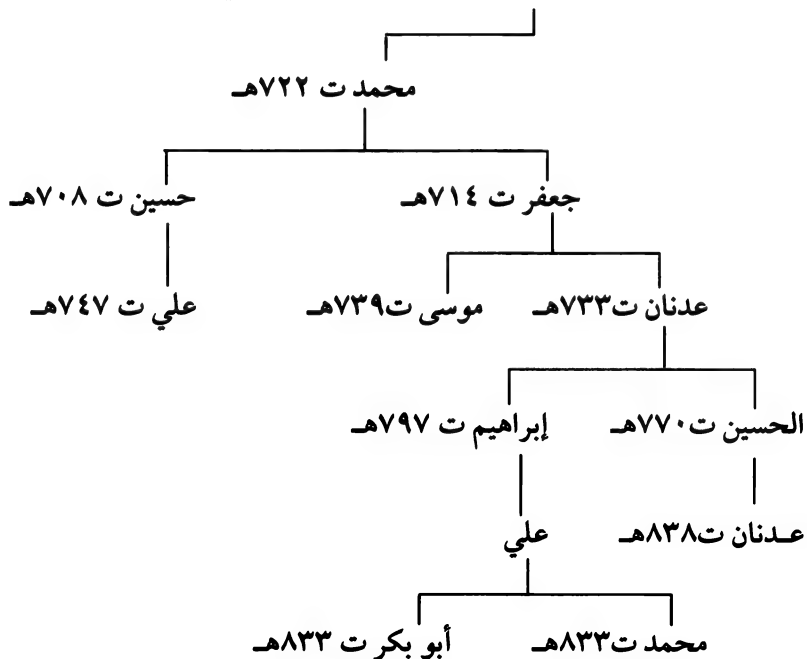 محمد ت ٧٢٢هـ
جعفر ت ٧١٤هـ حسين ت ٧٠٨هـ
عدنان ت٧٣٣هـ موسى ت٧٣٩هـ علي ت ٧٤٧هـ
الحسين ت٧٧٠هـ إبراهيم ت ٧٩٧هـ
عـدنان ت٨٣٨هـ علي
محمد ت٨٣٣هـ أبو بكر ت ٨٣٣هـ